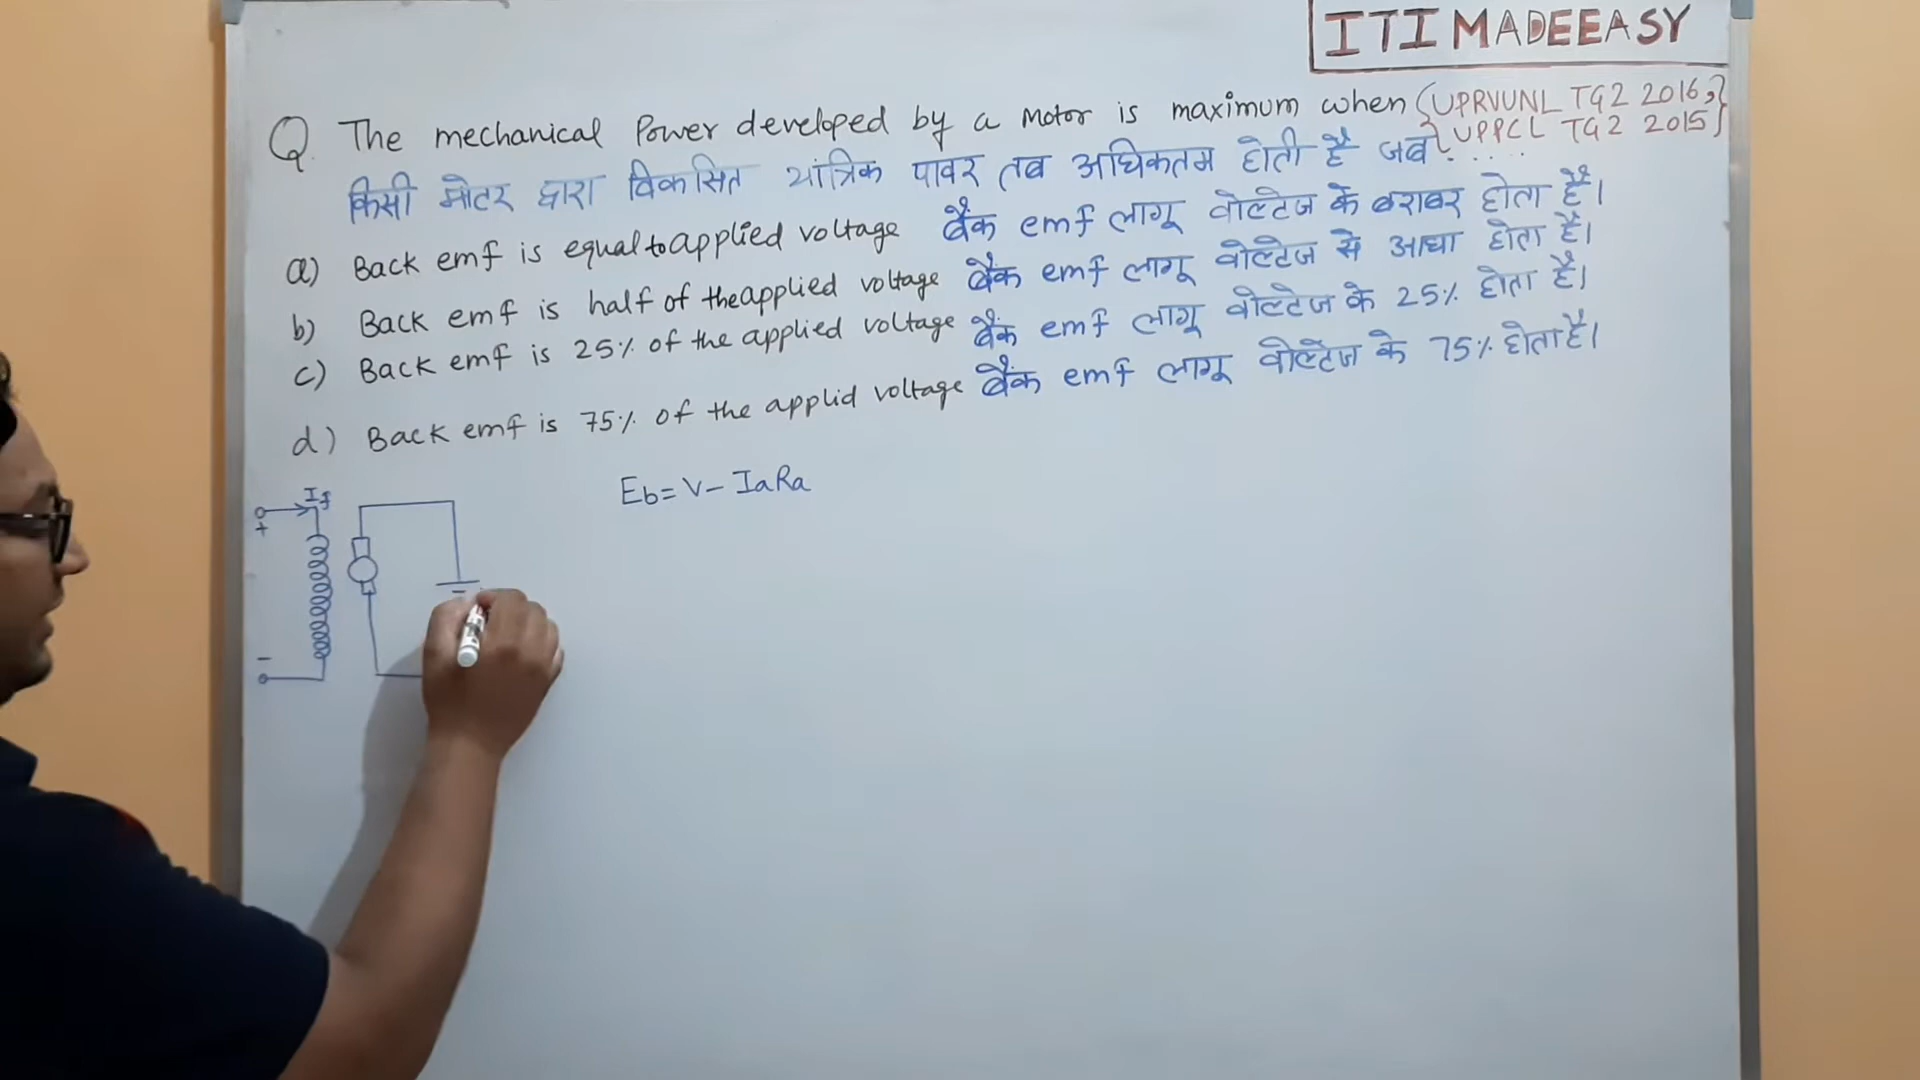 ITI MADEEASY
Q. The mechanical Power developed by a Motor is maximum when {UPRVUNL TG2 2016,}
{UPPCL TG2 2015}
किसी मोटर द्वारा विकसित यांत्रिक पावर तब अधिकतम होती है जब.....
a) Back emf is equal to applied voltage बैक emf लागू वोल्टेज के बराबर होता है।
b) Back emf is half of the applied voltage बैक emf लागू वोल्टेज से आधा होता है।
c) Back emf is 25% of the applied voltage बैक emf लागू वोल्टेज के 25% होता है।
d) Back emf is 75% of the applid voltage बैक emf लागू वोल्टेज के 75% होता है।
Eb = V - IaRa
If
+
-